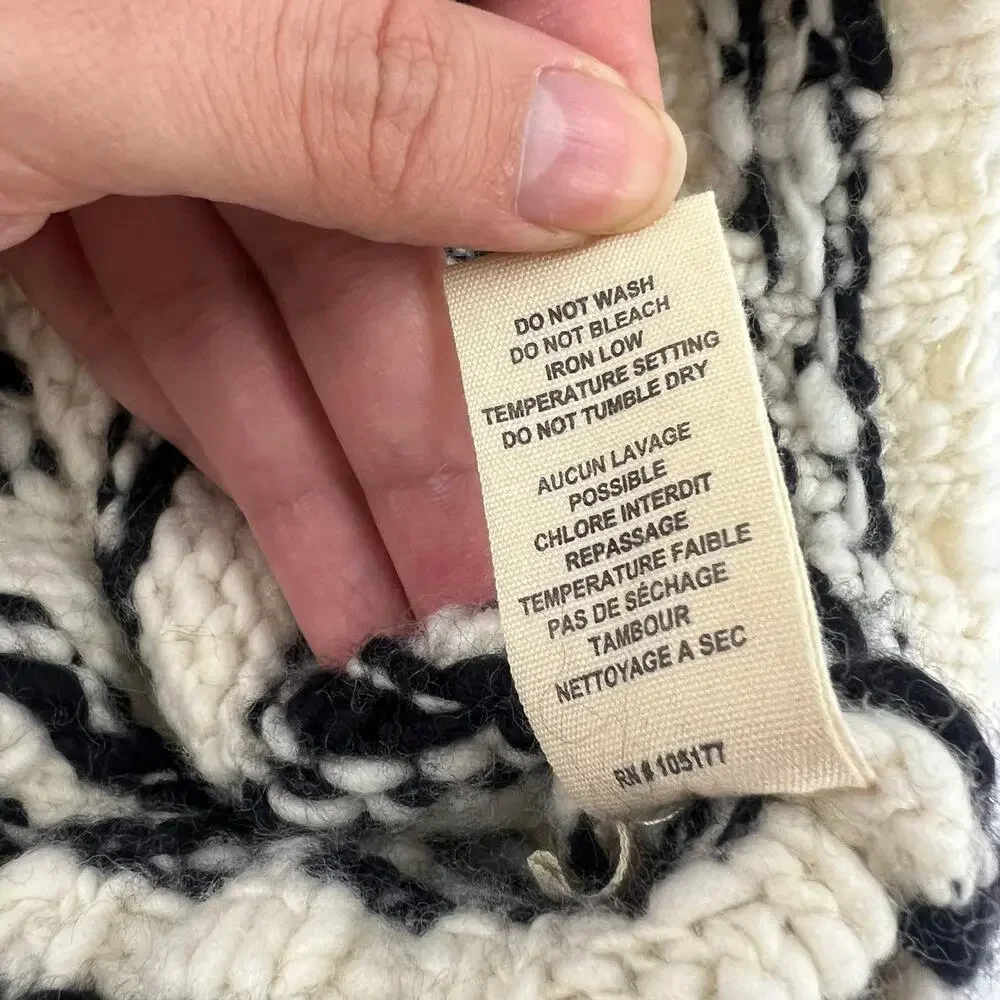 DO NOT WASH
DO NOT BLEACH
IRON LOW
TEMPERATURE SETTING
DO NOT TUMBLE DRY
AUCUN LAVAGE
POSSIBLE
CHLORE INTERDIT
REPASSAGE
TEMPERATURE FAIBLE
PAS DE SÊCHAGE
TAMBOUR
NETTOYAGE A SEC
RN # 105177